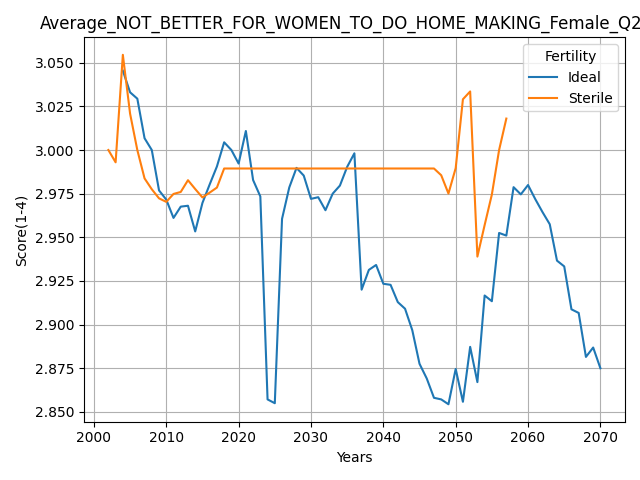 Average_NOT_BETTER_FOR_WOMEN_TO_DO_HOME_MAKING_Female_Q2
Fertility
Ideal
Sterile
Score(1-4)
3.050
3.025
3.000
2.975
2.950
2.925
2.900
2.875
2.850
2000 2010 2020 2030 2040 2050 2060 2070
Years